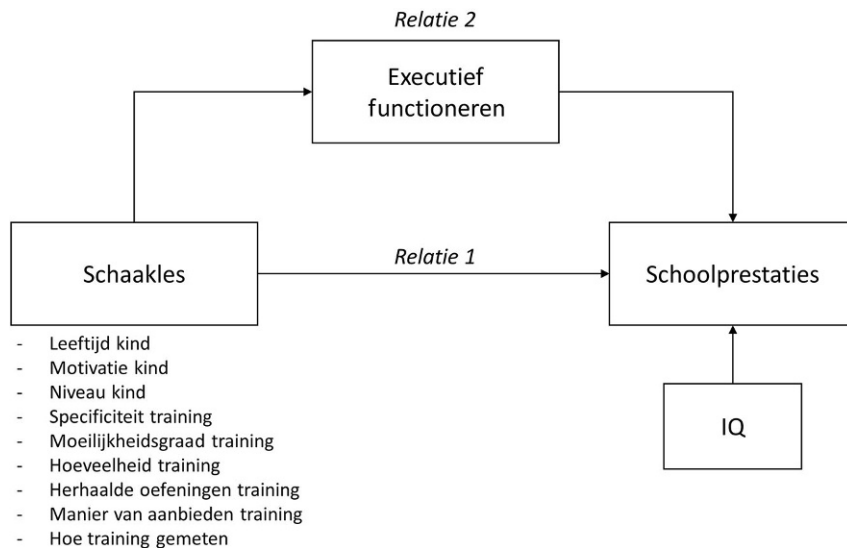 Relatie 2
Executief
functioneren
Schaakles
Relatie 1
Schoolprestaties
- Leeftijd kind
- Motivatie kind
- Niveau kind
- Specificiteit training
- Moeilijkheidsgraad training
- Hoeveelheid training
- Herhaalde oefeningen training
- Manier van aanbieden training
- Hoe training gemeten
IQ